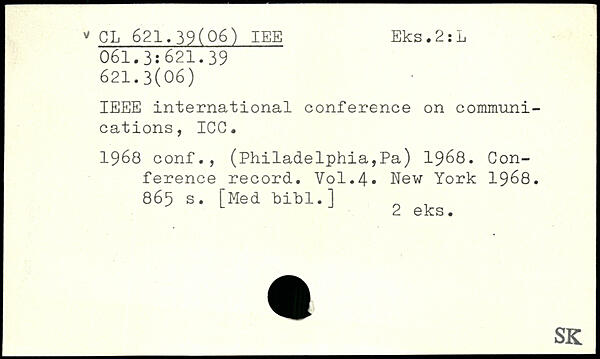 v CL 621.39(06) IEE Eks.2:L
061.3:621.39
621.3(06)
IEEE international conference on communi-
cations, ICC.
1968 conf., (Philadelphia,Pa) 1968. Con-
ference record. Vol.4. New York 1968.
865 s. [Med bibl.]
2 eks.
SK